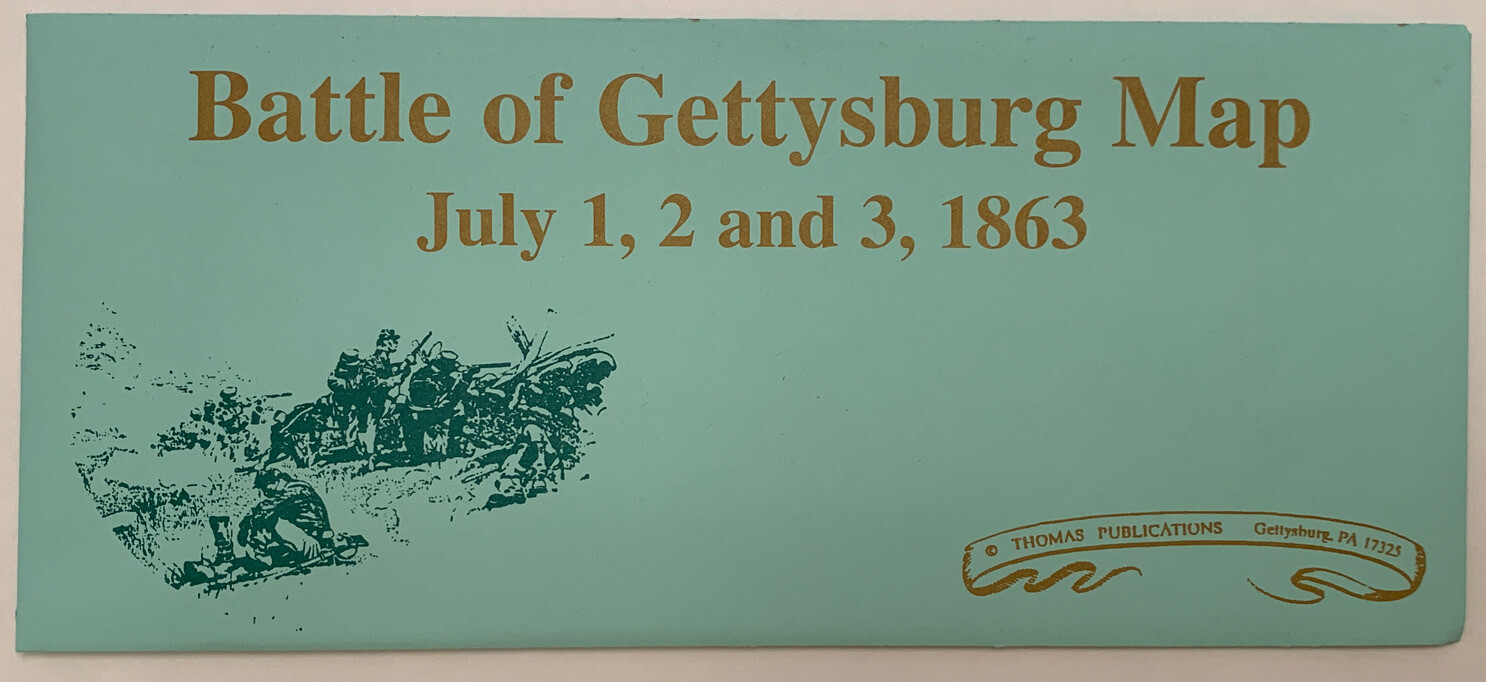 Battle of Gettysburg Map
July 1, 2 and 3, 1863
© THOMAS PUBLICATIONS Gettysburg, PA 17325